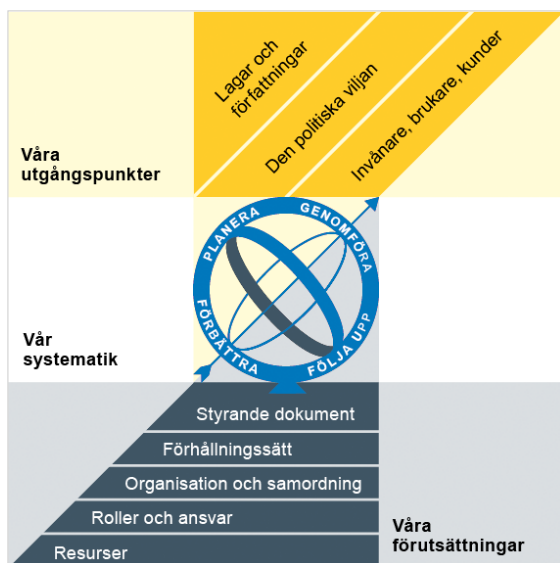 Lagar och
författningar
Den politiska viljan
Invånare, brukare, kunder
Våra
utgångspunkter
PLANERA
GENOMFÖRA
FÖRBÄTTRA
FÖLJA UPP
Vår
systematik
Styrande dokument
Förhållningssätt
Organisation och samordning
Roller och ansvar
Resurser
Våra
förutsättningar